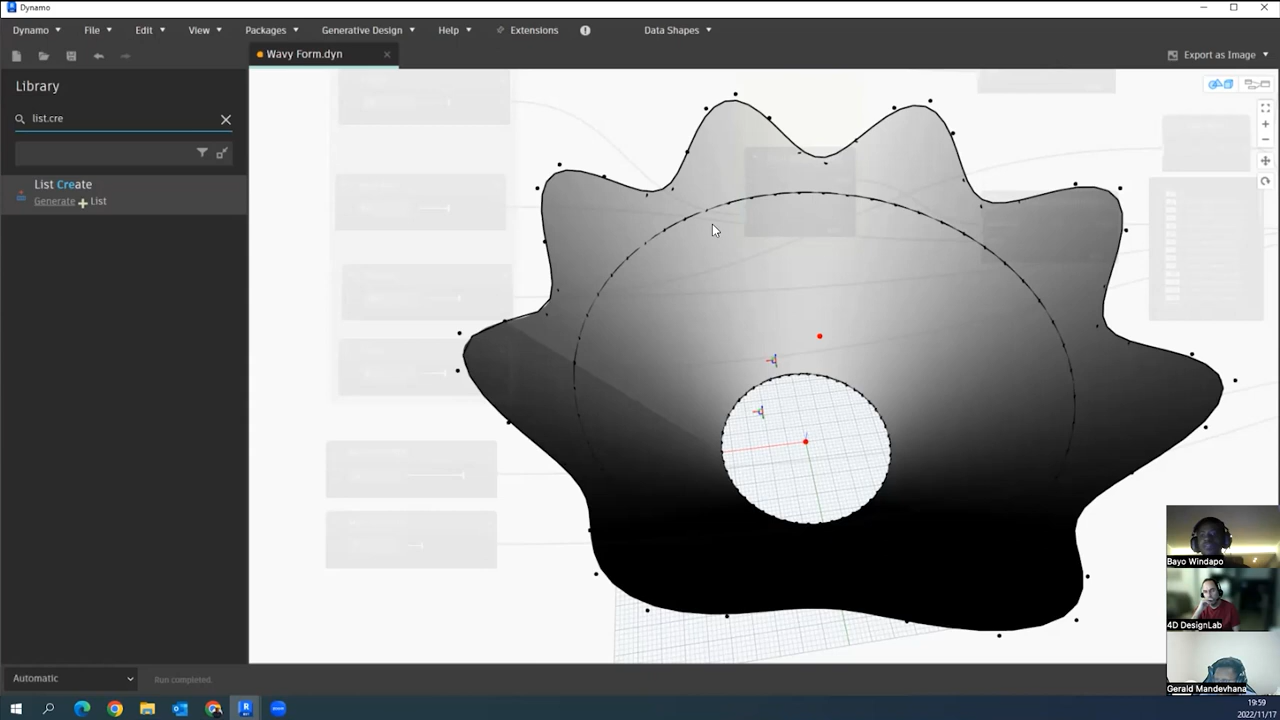 Dynamo
Dynamo File Edit View Packages Generative Design Help Extensions Data Shapes
Wavy Form.dyn
Export as Image
Library
list.cre
List Create
Generate List
Automatic
Run completed.
Bayo Windapo
4D DesignLab
Gerald Mandevhana
19:59
2022/11/17